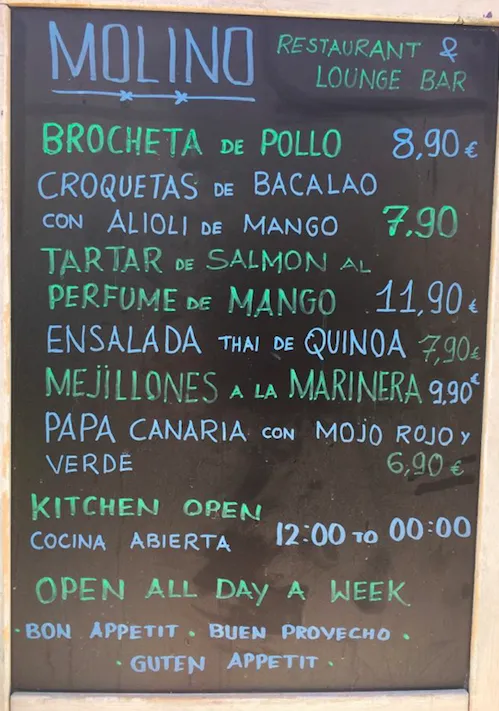 MOLINO RESTAURANT &
LOUNGE BAR
BROCHETA DE POLLO 8,90€
CROQUETAS DE BACALAO
CON ALIOLI DE MANGO 7.90
TARTAR DE SALMON AL
PERFUME DE MANGO 11,90€
ENSALADA THAI DE QUINOA 7,90€
MEJILLONES A LA MARINERA 9,90€
PAPA CANARIA CON MOJO ROJO Y
VERDE 6,90€
KITCHEN OPEN
COCINA ABIERTA 12:00 TO 00:00
OPEN ALL DAY A WEEK
· BON APPETIT · BUEN PROVECHO ·
· GUTEN APPETIT ·